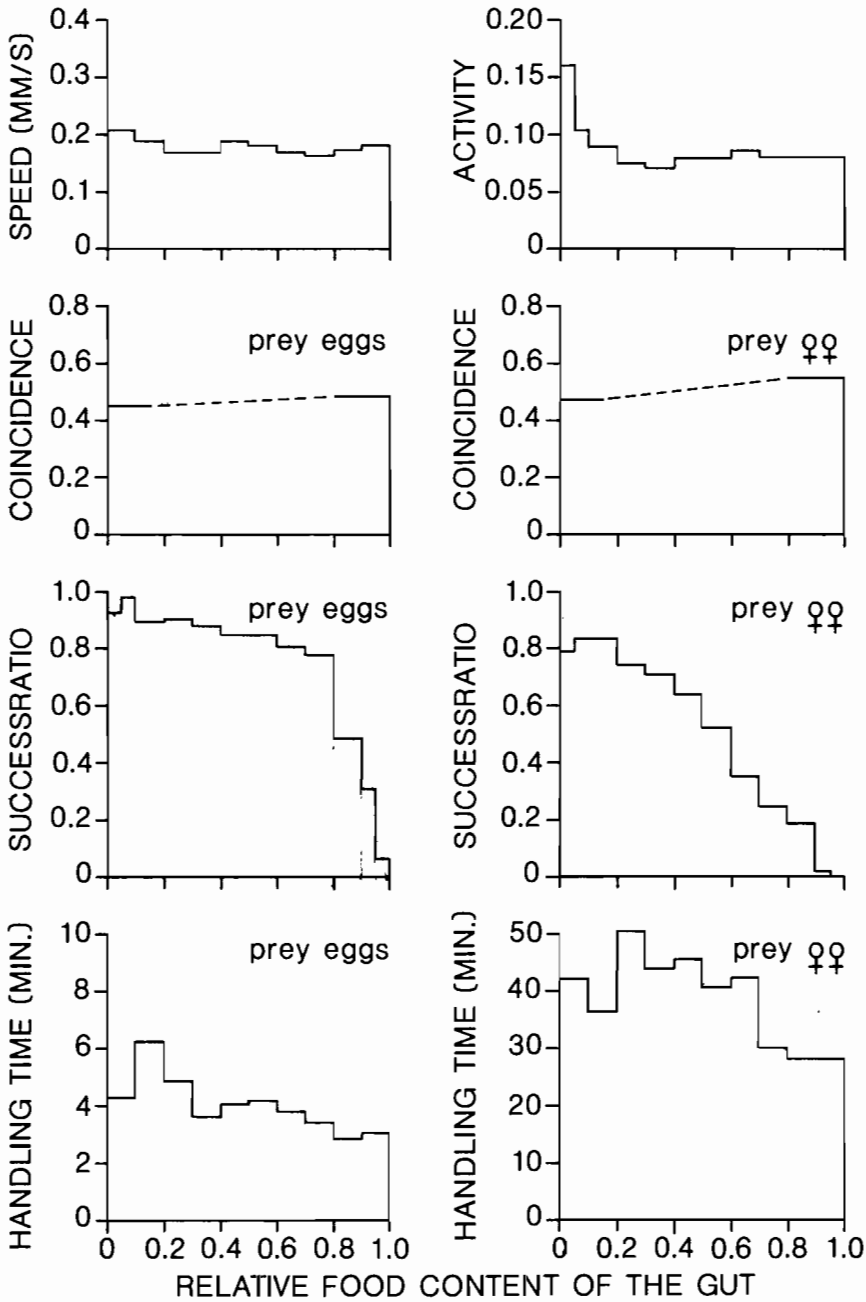 SPEED (MM/S)
0.4
0.3
0.2
0.1
0
ACTIVITY
0.20
0.15
0.10
0.05
0
COINCIDENCE
0.8
0.6
0.4
0.2
0
prey eggs
COINCIDENCE
0.8
0.6
0.4
0.2
0
prey ♀♀
SUCCESSRATIO
1.0
0.8
0.6
0.4
0.2
0
prey eggs
SUCCESSRATIO
1.0
0.8
0.6
0.4
0.2
0
prey ♀♀
HANDLING TIME (MIN.)
10
8
6
4
2
0
prey eggs
0 0.2 0.4 0.6 0.8 1.0
HANDLING TIME (MIN.)
50
40
30
20
10
0
prey ♀♀
0 0.2 0.4 0.6 0.8 1.0
RELATIVE FOOD CONTENT OF THE GUT